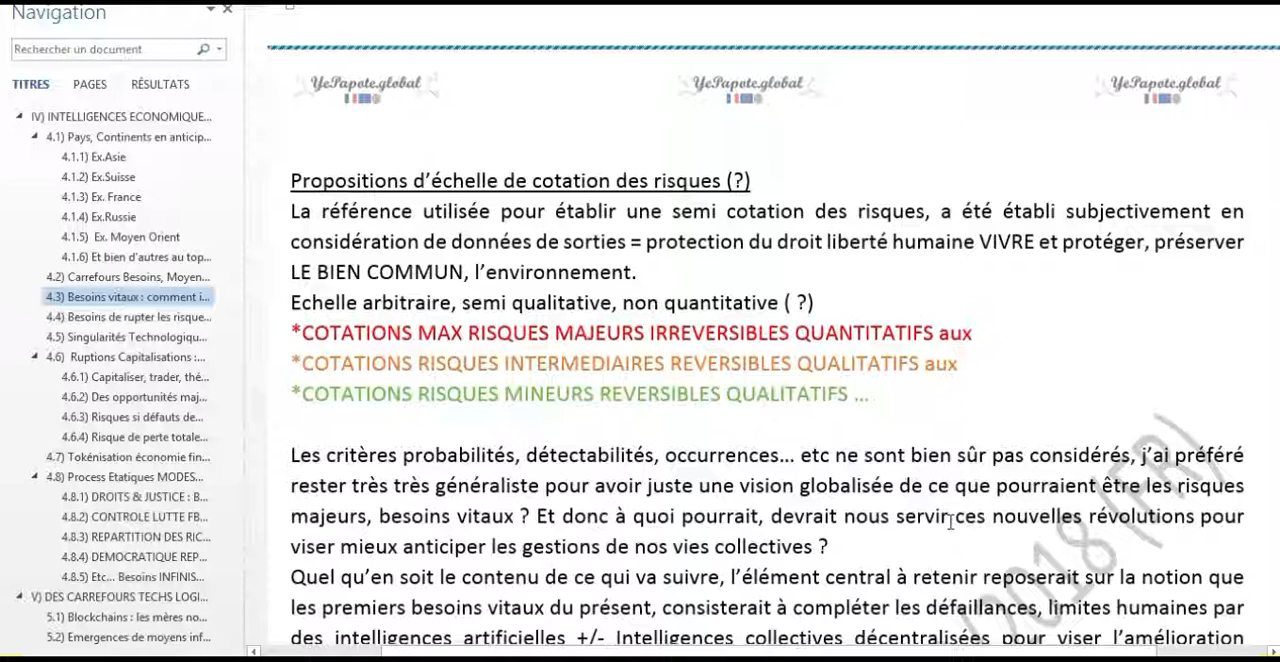 Navigation
Rechercher un document
TITRES PAGES RÉSULTATS
IV) INTELLIGENCES ECONOMIQUE...
4.1) Pays, Continents en anticip...
4.1.1) Ex.Asie
4.1.2) Ex.Suisse
4.1.3) Ex. France
4.1.4) Ex.Russie
4.1.5) Ex. Moyen Orient
4.1.6) Et bien d'autres au top...
4.2) Carrefours Besoins, Moyen...
4.3) Besoins vitaux : comment i...
4.4) Besoins de rupter les risque...
4.5) Singularités Technologiqu...
4.6) Ruptions Capitalisations :...
4.6.1) Capitaliser, trader, thé...
4.6.2) Des opportunités maj...
4.6.3) Risques si défauts de...
4.6.4) Risque de perte totale...
4.7) Tokénisation économie fin...
4.8) Process Etatiques MODES...
4.8.1) DROITS & JUSTICE : B...
4.8.2) CONTROLE LUTTE FB...
4.8.3) REPARTITION DES RIC...
4.8.4) DEMOCRATIQUE REP...
4.8.5) Etc... Besoins INFINIS...
V) DES CARREFOURS TECHS LOGI...
5.1) Blockchains : les mères no...
5.2) Emergences de moyens inf...
YePapote.global YePapote.global YePapote.global
Propositions d'échelle de cotation des risques (?)
La référence utilisée pour établir une semi cotation des risques, a été établi subjectivement en
considération de données de sorties = protection du droit liberté humaine VIVRE et protéger, préserver
LE BIEN COMMUN, l'environnement.
Echelle arbitraire, semi qualitative, non quantitative ( ?)
*COTATIONS MAX RISQUES MAJEURS IRREVERSIBLES QUANTITATIFS aux
*COTATIONS RISQUES INTERMEDIAIRES REVERSIBLES QUALITATIFS aux
*COTATIONS RISQUES MINEURS REVERSIBLES QUALITATIFS ...
Les critères probabilités, détectabilités, occurrences... etc ne sont bien sûr pas considérés, j'ai préféré
rester très très généraliste pour avoir juste une vision globalisée de ce que pourraient être les risques
majeurs, besoins vitaux ? Et donc à quoi pourrait, devrait nous servir ces nouvelles révolutions pour
viser mieux anticiper les gestions de nos vies collectives ?
Quel qu'en soit le contenu de ce qui va suivre, l'élément central à retenir reposerait sur la notion que
les premiers besoins vitaux du présent, consisterait à compléter les défaillances, limites humaines par
des intelligences artificielles +/- Intelligences collectives décentralisées pour viser l'amélioration
2018 (FR)